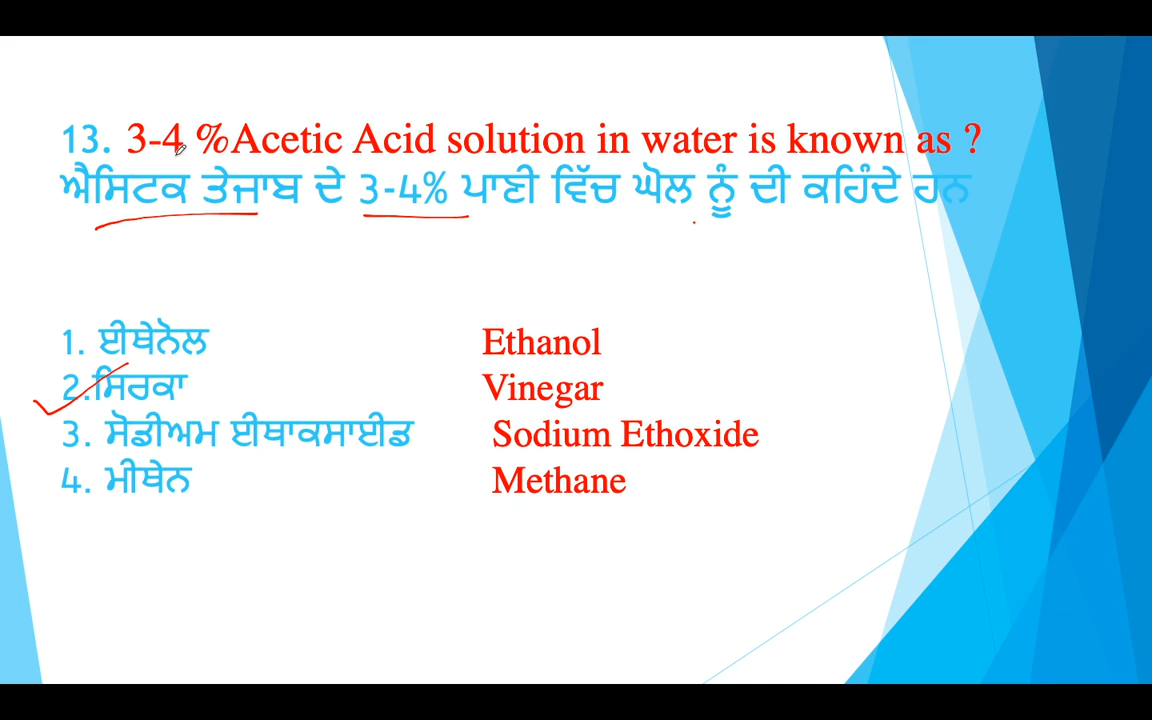 13. 3-4 %Acetic Acid solution in water is known as ?
ਐਸਿਟਕ ਤੇਜਾਬ ਦੇ 3-4% ਪਾਣੀ ਵਿੱਚ ਘੋਲ ਨੂੰ ਦੀ ਕਹਿੰਦੇ ਹਨ
1. ਈਥੇਨੋਲ Ethanol
2.ਸਿਰਕਾ Vinegar
3. ਸੋਡੀਅਮ ਈਥਾਕਸਾਈਡ Sodium Ethoxide
4. ਮੀਥੇਨ Methane